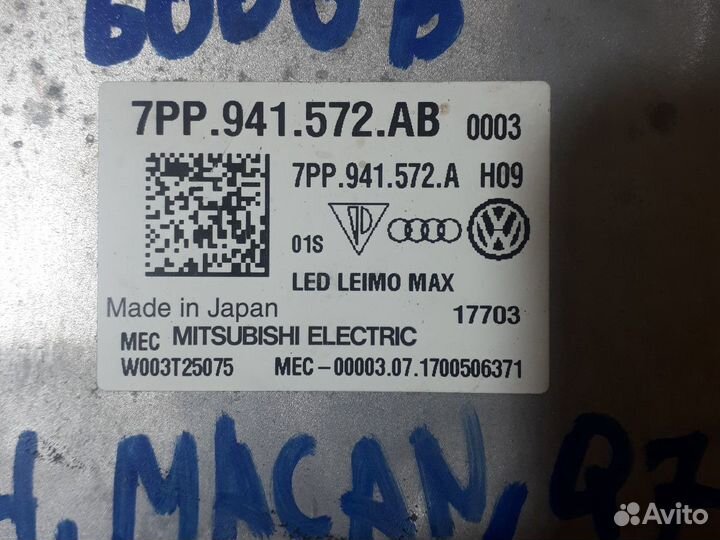 6000 В
7PP.941.572.AB 0003
7PP.941.572.A H09
01S
LED LEIMO MAX
Made in Japan 17703
MEC MITSUBISHI ELECTRIC
W003T25075 MEC-00003.07.1700506371
MACAN, Q7
Avito